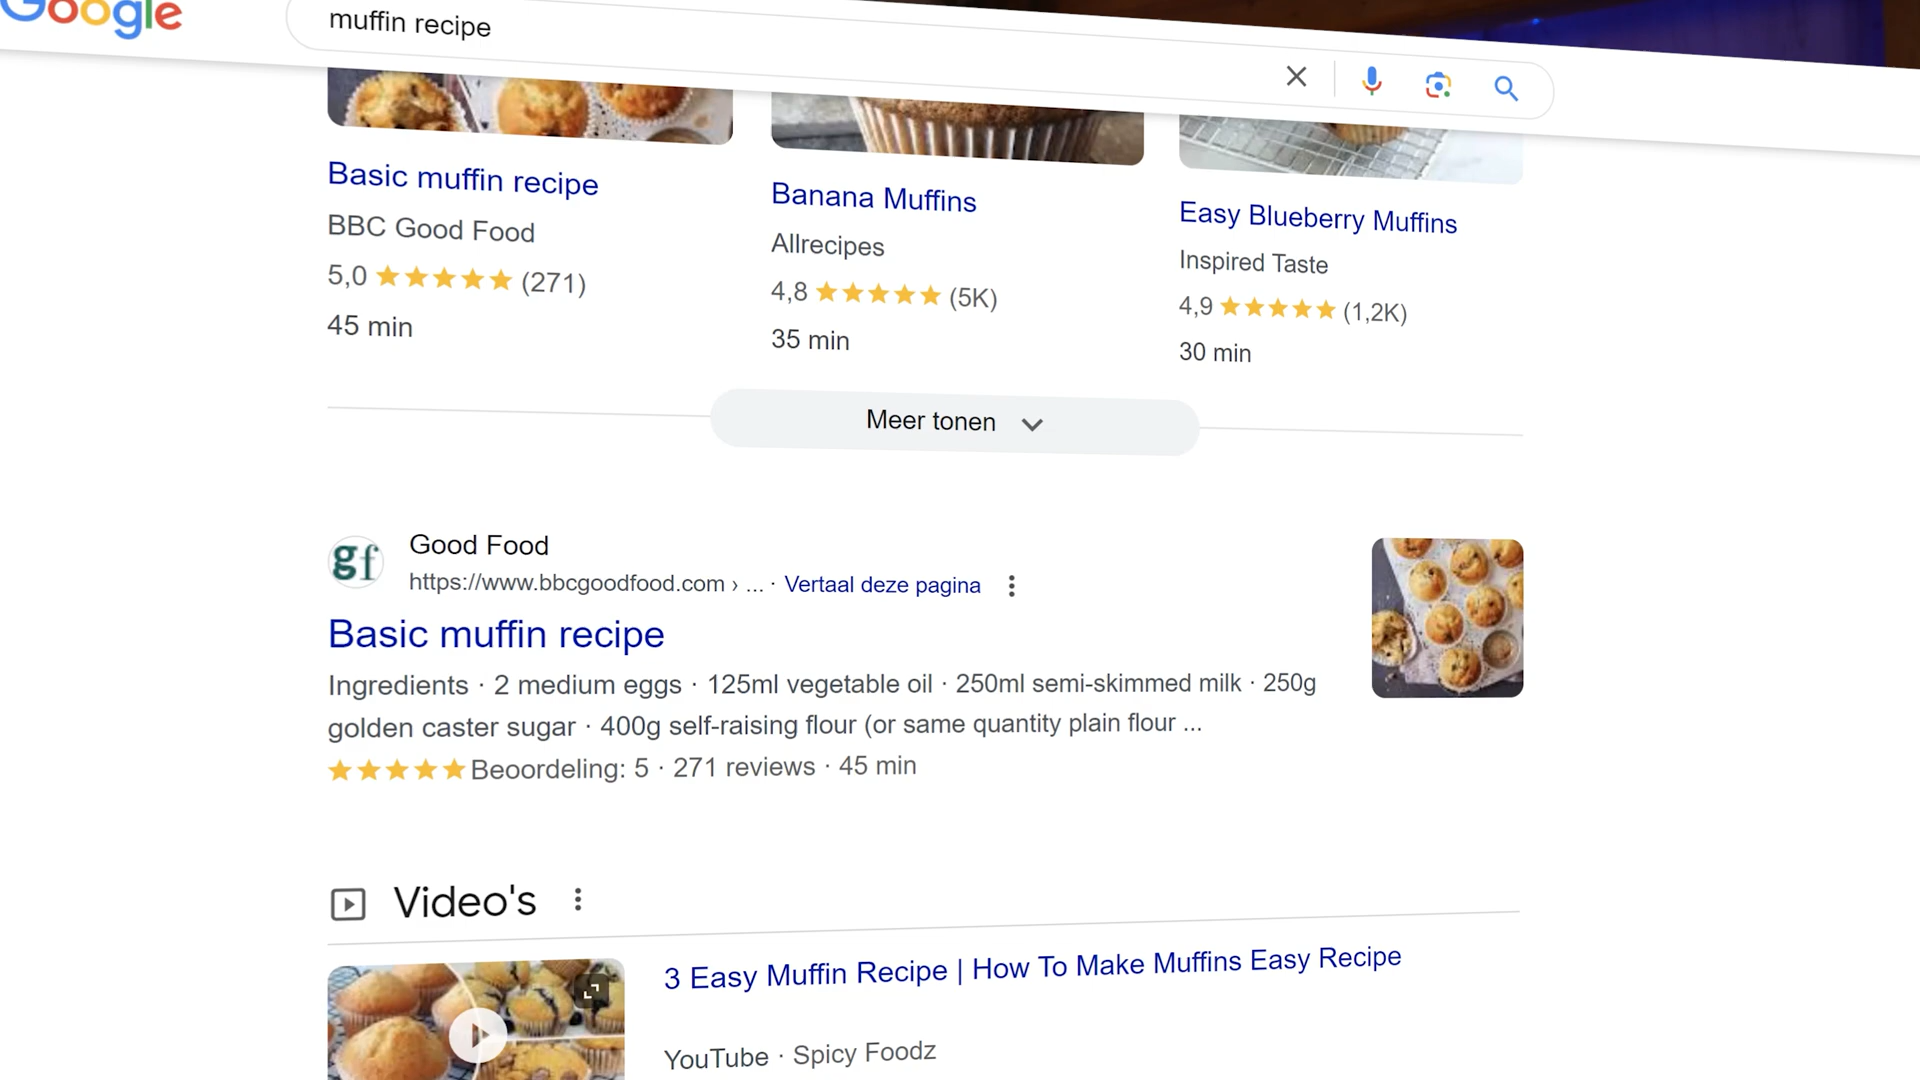 Google
muffin recipe
Basic muffin recipe
BBC Good Food
5,0 (271)
45 min
Banana Muffins
Allrecipes
4,8 (5K)
35 min
Easy Blueberry Muffins
Inspired Taste
4,9 (1,2K)
30 min
Meer tonen
gf
Good Food
https://www.bbcgoodfood.com › ... · Vertaal deze pagina
Basic muffin recipe
Ingredients · 2 medium eggs · 125ml vegetable oil · 250ml semi-skimmed milk · 250g
golden caster sugar · 400g self-raising flour (or same quantity plain flour ...
Beoordeling: 5 · 271 reviews · 45 min
Video's
3 Easy Muffin Recipe | How To Make Muffins Easy Recipe
YouTube · Spicy Foodz